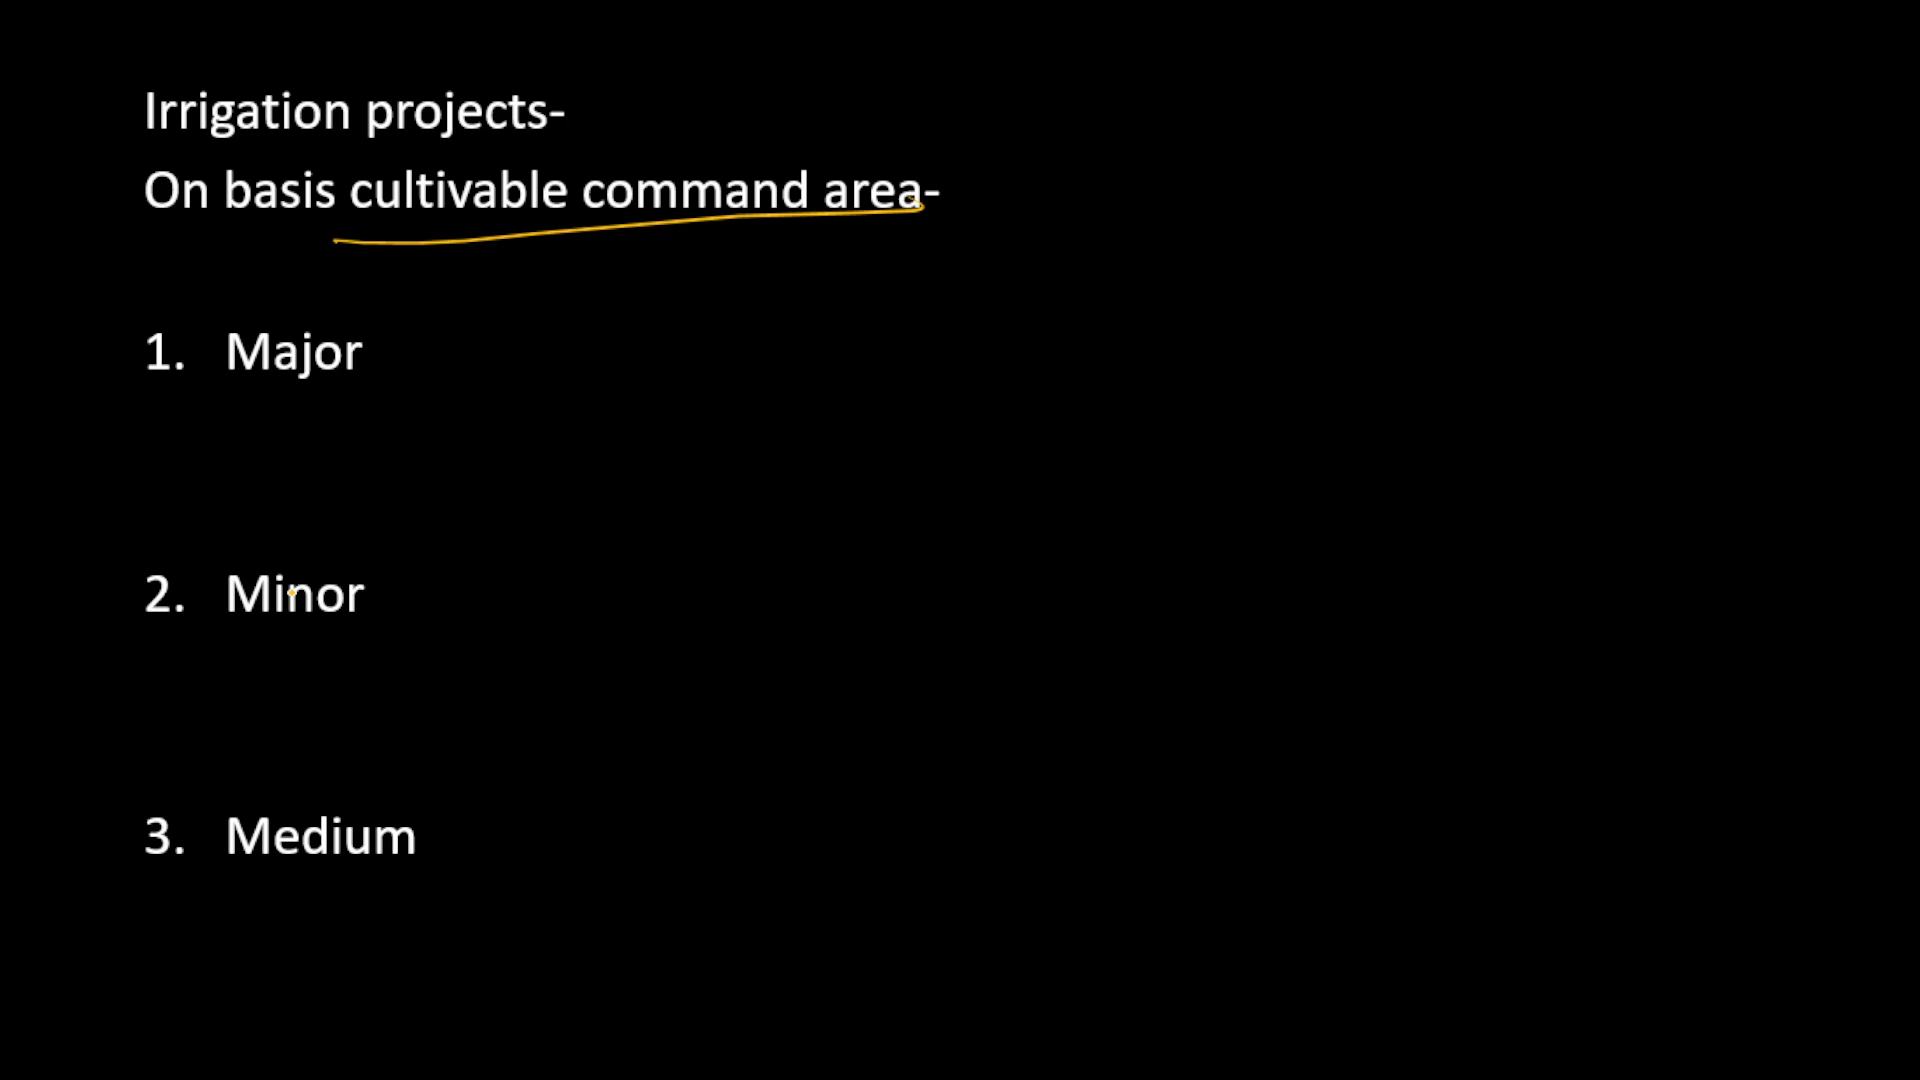 Irrigation projects-
On basis cultivable command area-
1. Major
2. Minor
3. Medium